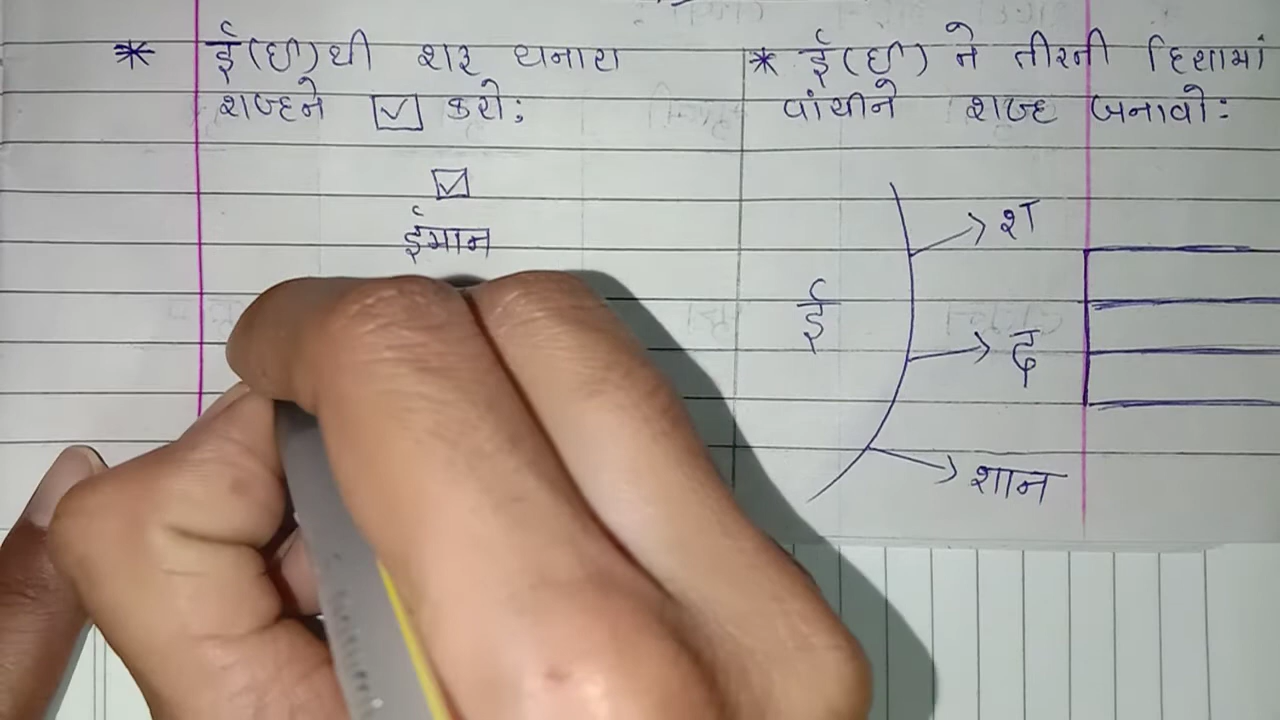 * ई(ઈ)થી શરૂ થનારા
શબ્દને ☑ કરો:
☑
ईमान
* ई(ઈ) ને તીરની દિશામાં
વાંચીને શબ્દ બનાવો:
ई
→ श
→ द
→ शान